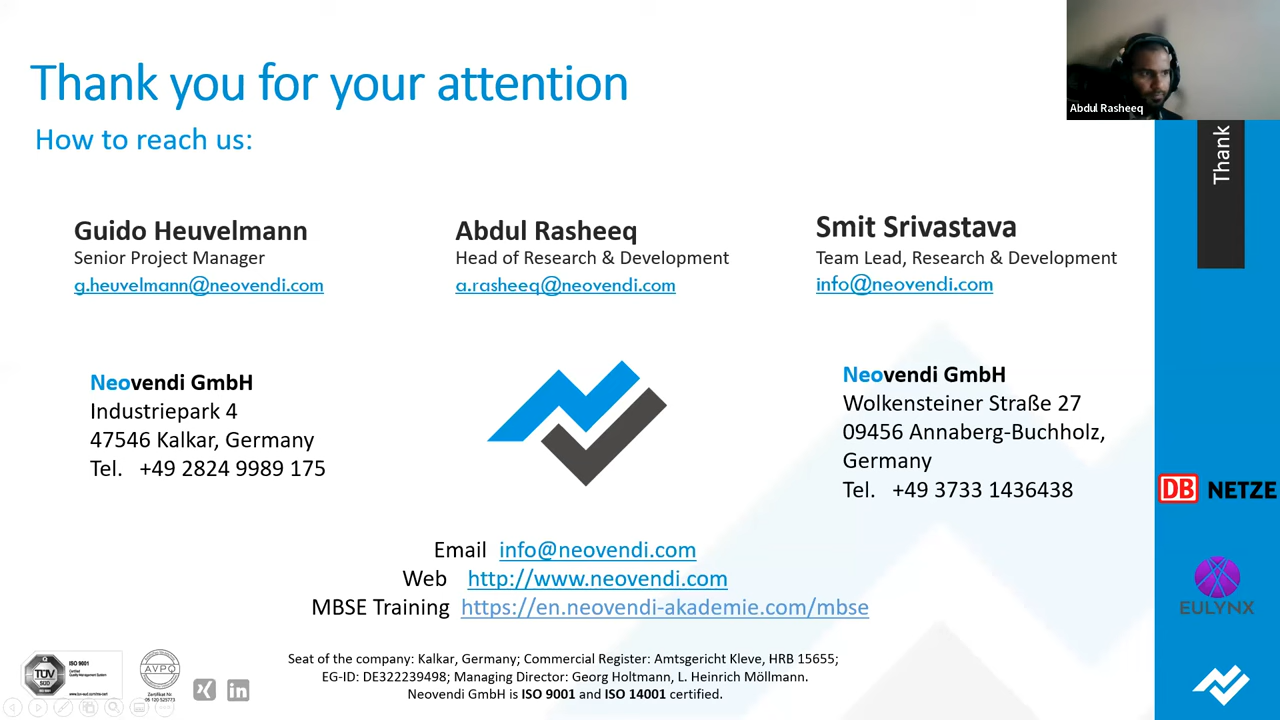 Thank you for your attention
How to reach us:
Abdul Rasheeq
Thank
Guido Heuvelmann
Senior Project Manager
g.heuvelmann@neovendi.com
Abdul Rasheeq
Head of Research & Development
a.rasheeq@neovendi.com
Smit Srivastava
Team Lead, Research & Development
info@neovendi.com
Neovendi GmbH
Industriepark 4
47546 Kalkar, Germany
Tel. +49 2824 9989 175
Neovendi GmbH
Wolkensteiner Straße 27
09456 Annaberg-Buchholz,
Germany
Tel. +49 3733 1436438
DB NETZE
EULYNX
Email info@neovendi.com
Web http://www.neovendi.com
MBSE Training https://en.neovendi-akademie.com/mbse
Seat of the company: Kalkar, Germany; Commercial Register: Amtsgericht Kleve, HRB 15655;
EG-ID: DE322239498; Managing Director: Georg Holtmann, L. Heinrich Möllmann.
Neovendi GmbH is ISO 9001 and ISO 14001 certified.
TÜV
SÜD
ISO 9001
AVPQ
in